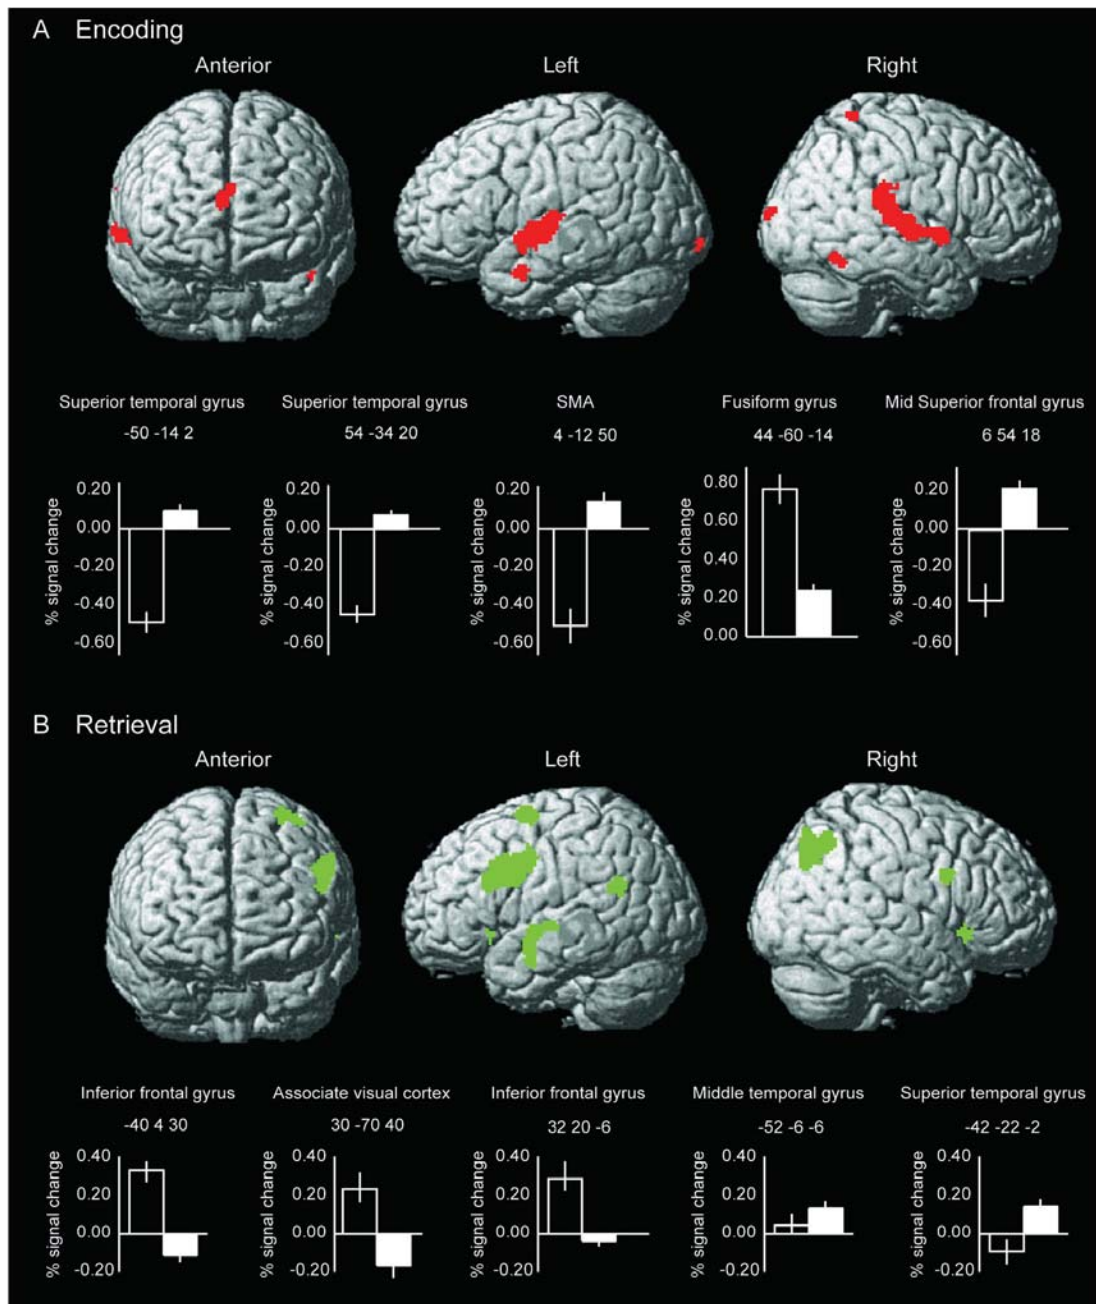 A Encoding
Anterior Left Right
Superior temporal gyrus Superior temporal gyrus SMA Fusiform gyrus Mid Superior frontal gyrus
-50 -14 2 54 -34 20 4 -12 50 44 -60 -14 6 54 18
% signal change
0.20
0.00
-0.20
-0.40
-0.60
% signal change
0.20
0.00
-0.20
-0.40
-0.60
% signal change
0.20
0.00
-0.20
-0.40
-0.60
% signal change
0.80
0.60
0.40
0.20
0.00
% signal change
0.20
0.00
-0.20
-0.40
-0.60
B Retrieval
Anterior Left Right
Inferior frontal gyrus Associate visual cortex Inferior frontal gyrus Middle temporal gyrus Superior temporal gyrus
-40 4 30 30 -70 40 32 20 -6 -52 -6 -6 -42 -22 -2
% signal change
0.40
0.20
0.00
-0.20
% signal change
0.40
0.20
0.00
-0.20
% signal change
0.40
0.20
0.00
-0.20
% signal change
0.40
0.20
0.00
-0.20
% signal change
0.40
0.20
0.00
-0.20